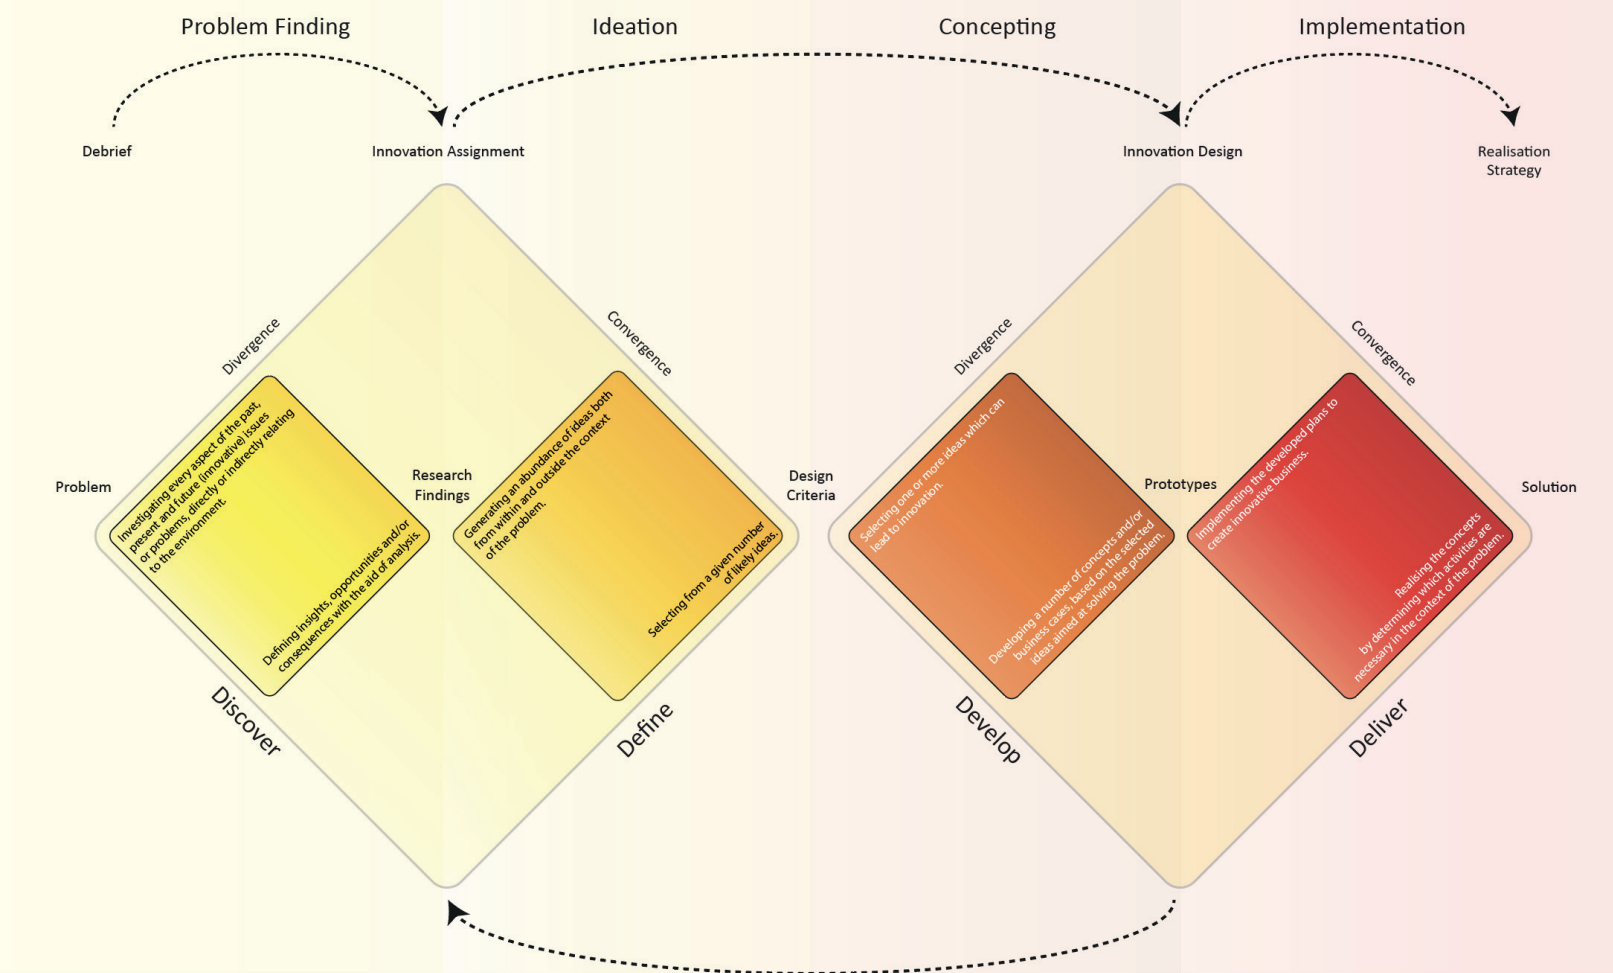 Problem Finding
Ideation
Concepting
Implementation
Debrief
Innovation Assignment
Innovation Design
Realisation
Strategy
Divergence
Convergence
Divergence
Convergence
Problem
Investigating every aspect of the past,
present and future (innovative) issues
or problems, directly or indirectly relating
to the environment.
Defining insights, opportunities and/or
consequences with the aid of analysis.
Research
Findings
Generating an abundance of ideas both
from within and outside the context
of the problem.
Selecting from a given number
of likely ideas.
Design
Criteria
Selecting one or more ideas which can
lead to innovation.
Developing a number of concepts and/or
business cases, based on the selected
ideas aimed at solving the problem.
Prototypes
Implementing the developed plans to
create innovative business.
Realising the concepts
by determining which activities are
necessary in the context of the problem.
Solution
Discover
Define
Develop
Deliver